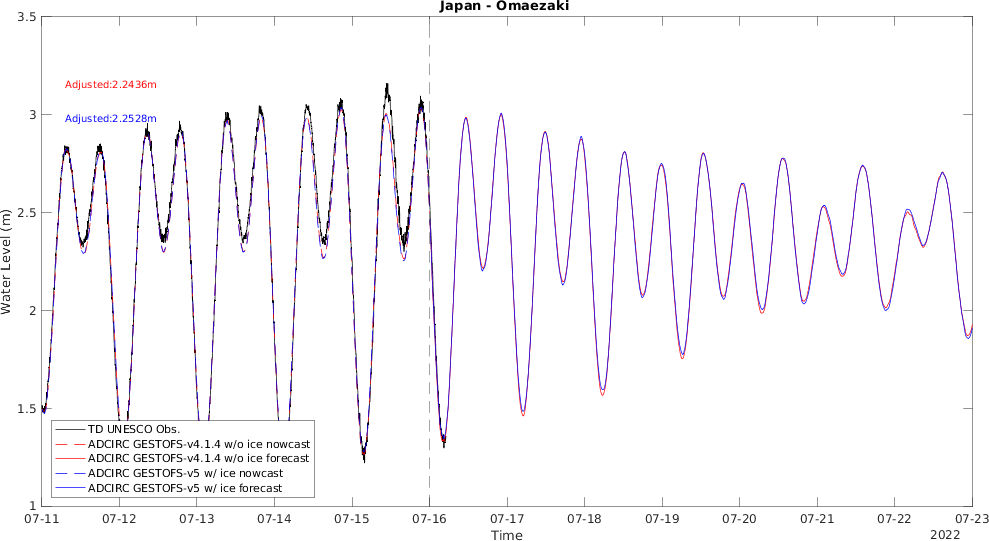 Japan - Omaezaki
3.5
3
2.5
2
1.5
1
Water Level (m)
Adjusted:2.2436m
Adjusted:2.2528m
TD UNESCO Obs.
ADCIRC GESTOFS-v4.1.4 w/o ice nowcast
ADCIRC GESTOFS-v4.1.4 w/o ice forecast
ADCIRC GESTOFS-v5 w/ ice nowcast
ADCIRC GESTOFS-v5 w/ ice forecast
07-11 07-12 07-13 07-14 07-15 07-16 07-17 07-18 07-19 07-20 07-21 07-22 07-23
Time
2022